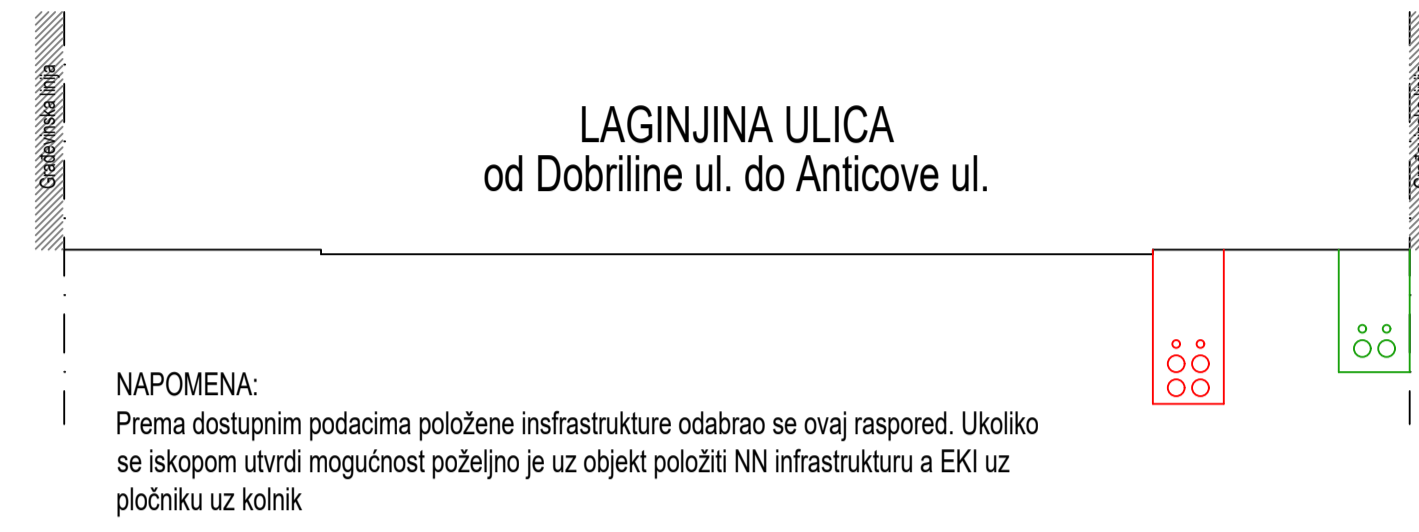 Građevinska linija
LAGINJINA ULICA
od Dobriline ul. do Anticove ul.
NAPOMENA:
Prema dostupnim podacima položene insfrastrukture odabrao se ovaj raspored. Ukoliko
se iskopom utvrdi mogućnost poželjno je uz objekt položiti NN infrastrukturu a EKI uz
pločniku uz kolnik